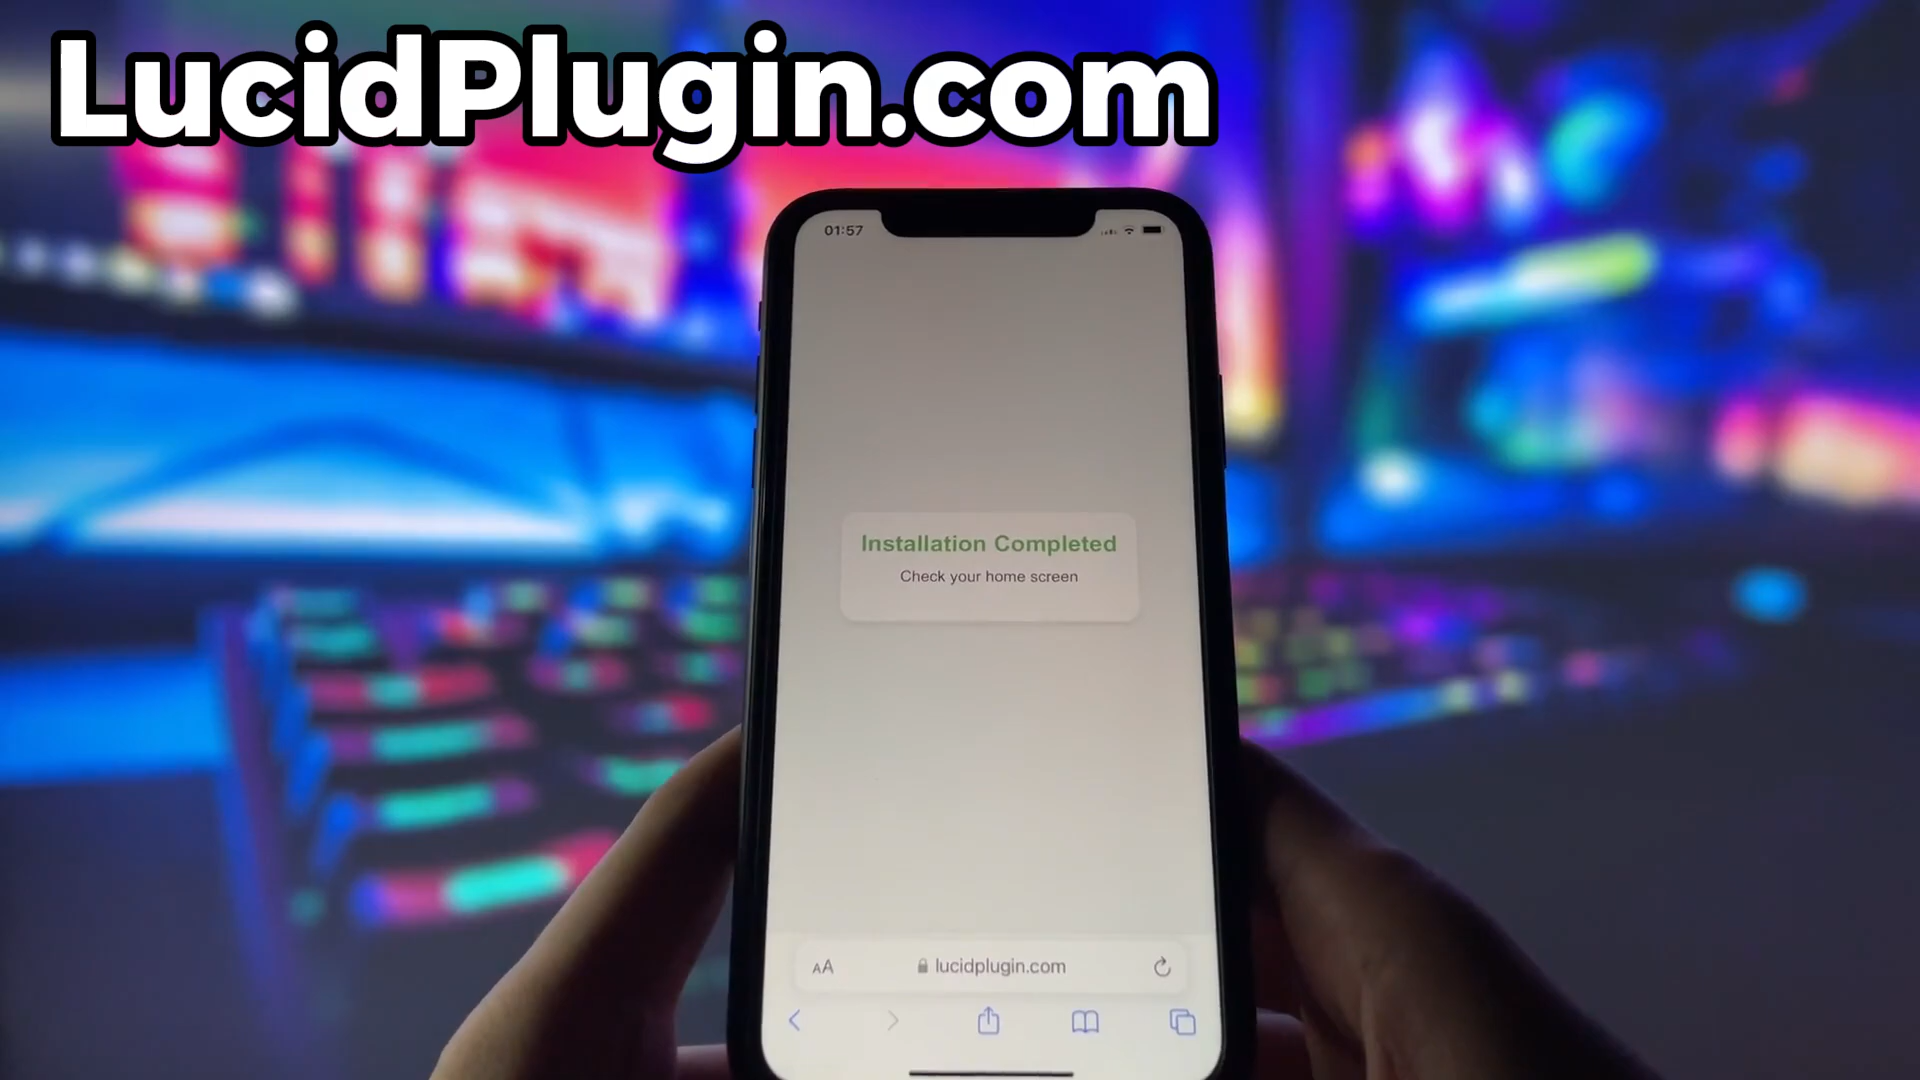 LucidPlugin.com
01:57
Installation Completed
Check your home screen
AA
lucidplugin.com